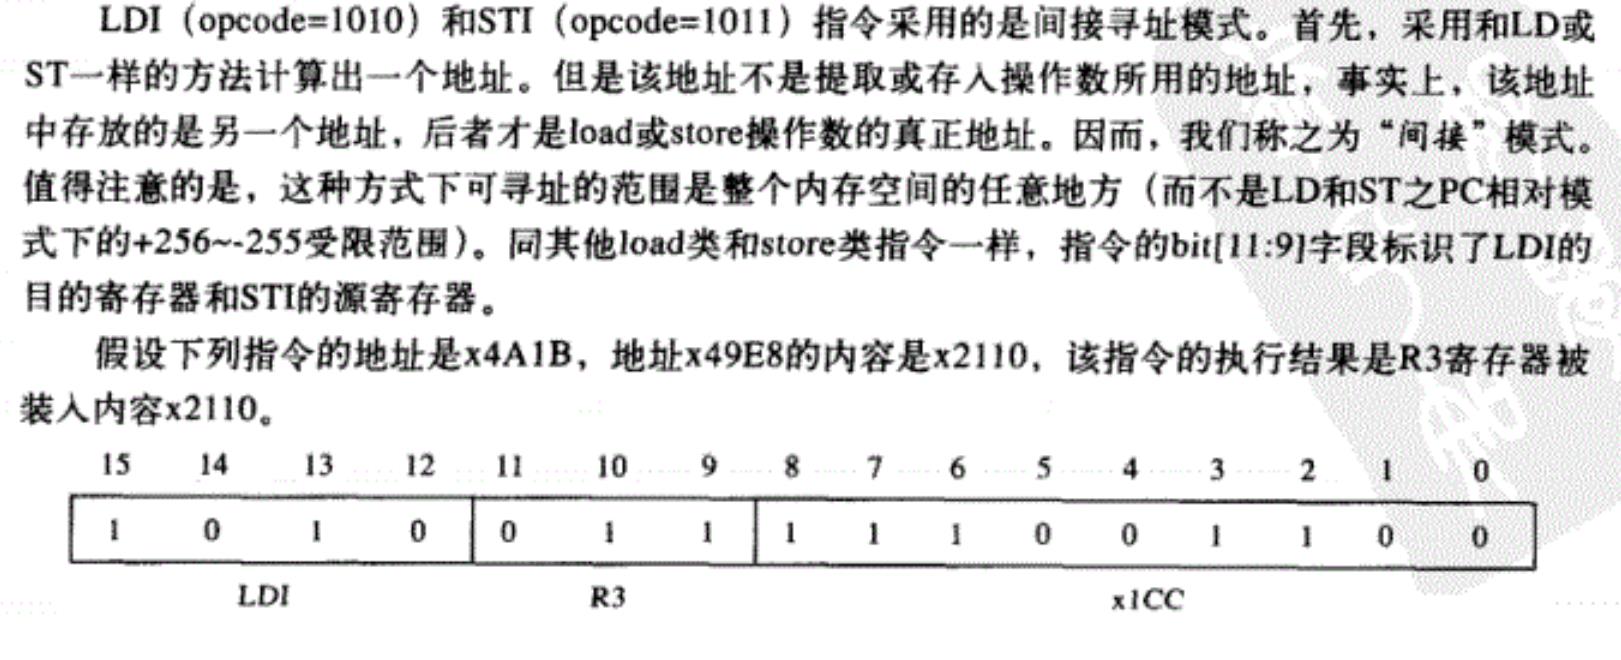 LDI（opcode=1010）和STI（opcode=1011）指令采用的是间接寻址模式。首先，采用和LD或
ST一样的方法计算出一个地址。但是该地址不是提取或存入操作数所用的地址，事实上，该地址
中存放的是另一个地址，后者才是load或store操作数的真正地址。因而，我们称之为“间接”模式。
值得注意的是，这种方式下可寻址的范围是整个内存空间的任意地方（而不是LD和ST之PC相对模
式下的+256~-255受限范围）。同其他load类和store类指令一样，指令的bit[11:9]字段标识了LDI的
目的寄存器和STI的源寄存器。
假设下列指令的地址是x4A1B，地址x49E8的内容是x2110，该指令的执行结果是R3寄存器被
装入内容x2110。
15 14 13 12 11 10 9 8 7 6 5 4 3 2 1 0
1 0 1 0 0 1 1 1 1 1 0 0 1 1 0 0
LDI R3 x1CC